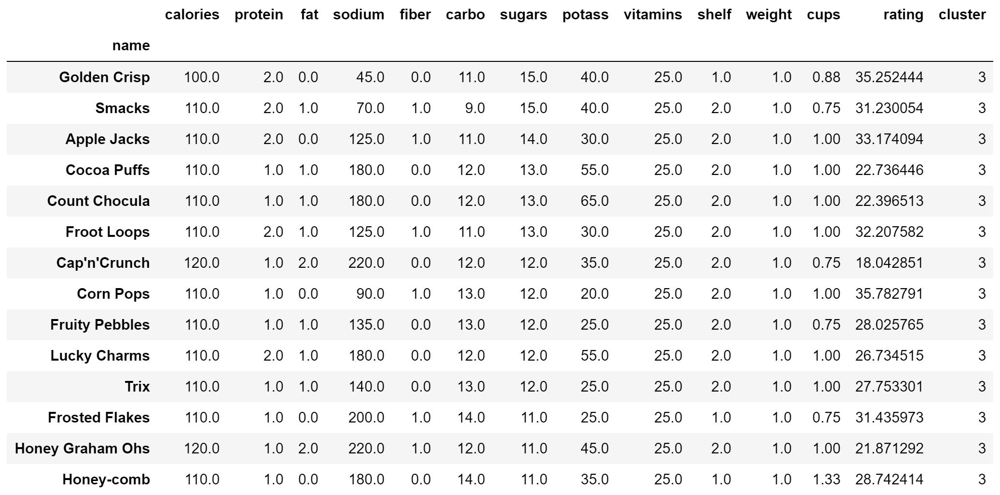 calories protein fat sodium fiber carbo sugars potass vitamins shelf weight cups rating cluster
name
Golden Crisp 100.0 2.0 0.0 45.0 0.0 11.0 15.0 40.0 25.0 1.0 1.0 0.88 35.252444 3
Smacks 110.0 2.0 1.0 70.0 1.0 9.0 15.0 40.0 25.0 2.0 1.0 0.75 31.230054 3
Apple Jacks 110.0 2.0 0.0 125.0 1.0 11.0 14.0 30.0 25.0 2.0 1.0 1.00 33.174094 3
Cocoa Puffs 110.0 1.0 1.0 180.0 0.0 12.0 13.0 55.0 25.0 2.0 1.0 1.00 22.736446 3
Count Chocula 110.0 1.0 1.0 180.0 0.0 12.0 13.0 65.0 25.0 2.0 1.0 1.00 22.396513 3
Froot Loops 110.0 2.0 1.0 125.0 1.0 11.0 13.0 30.0 25.0 2.0 1.0 1.00 32.207582 3
Cap'n'Crunch 120.0 1.0 2.0 220.0 0.0 12.0 12.0 35.0 25.0 2.0 1.0 0.75 18.042851 3
Corn Pops 110.0 1.0 0.0 90.0 1.0 13.0 12.0 20.0 25.0 2.0 1.0 1.00 35.782791 3
Fruity Pebbles 110.0 1.0 1.0 135.0 0.0 13.0 12.0 25.0 25.0 2.0 1.0 0.75 28.025765 3
Lucky Charms 110.0 2.0 1.0 180.0 0.0 12.0 12.0 55.0 25.0 2.0 1.0 1.00 26.734515 3
Trix 110.0 1.0 1.0 140.0 0.0 13.0 12.0 25.0 25.0 2.0 1.0 1.00 27.753301 3
Frosted Flakes 110.0 1.0 0.0 200.0 1.0 14.0 11.0 25.0 25.0 1.0 1.0 0.75 31.435973 3
Honey Graham Ohs 120.0 1.0 2.0 220.0 1.0 12.0 11.0 45.0 25.0 2.0 1.0 1.00 21.871292 3
Honey-comb 110.0 1.0 0.0 180.0 0.0 14.0 11.0 35.0 25.0 1.0 1.0 1.33 28.742414 3